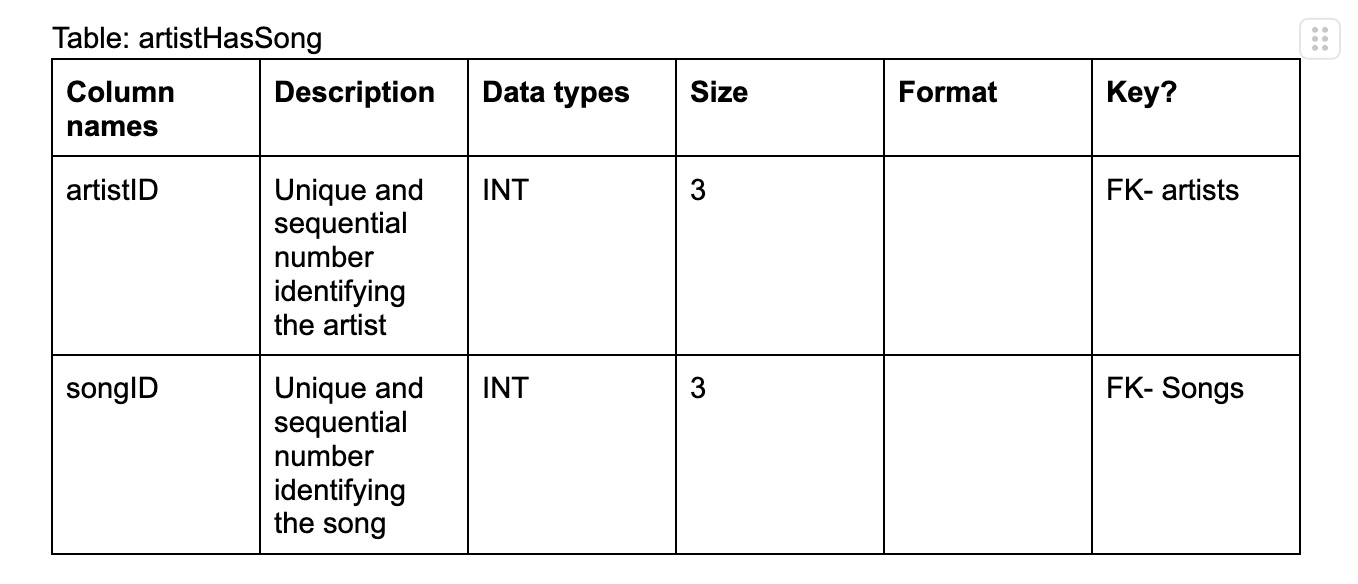 Table: artistHasSong
Column names | Description | Data types | Size | Format | Key?
artistID | Unique and sequential number identifying the artist | INT | 3 | | FK- artists
songID | Unique and sequential number identifying the song | INT | 3 | | FK- Songs